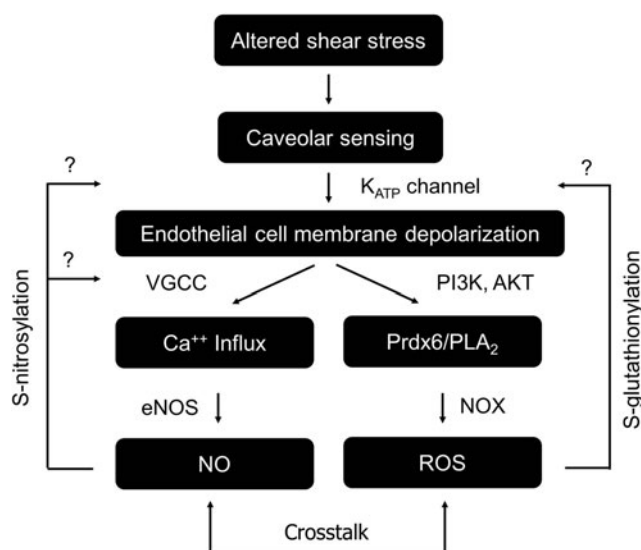 Altered shear stress
Caveolar sensing
? ?
K_ATP channel
Endothelial cell membrane depolarization
?
VGCC PI3K, AKT
Ca⁺⁺ Influx Prdx6/PLA₂
S-nitrosylation S-glutathionylation
eNOS NOX
NO ROS
Crosstalk